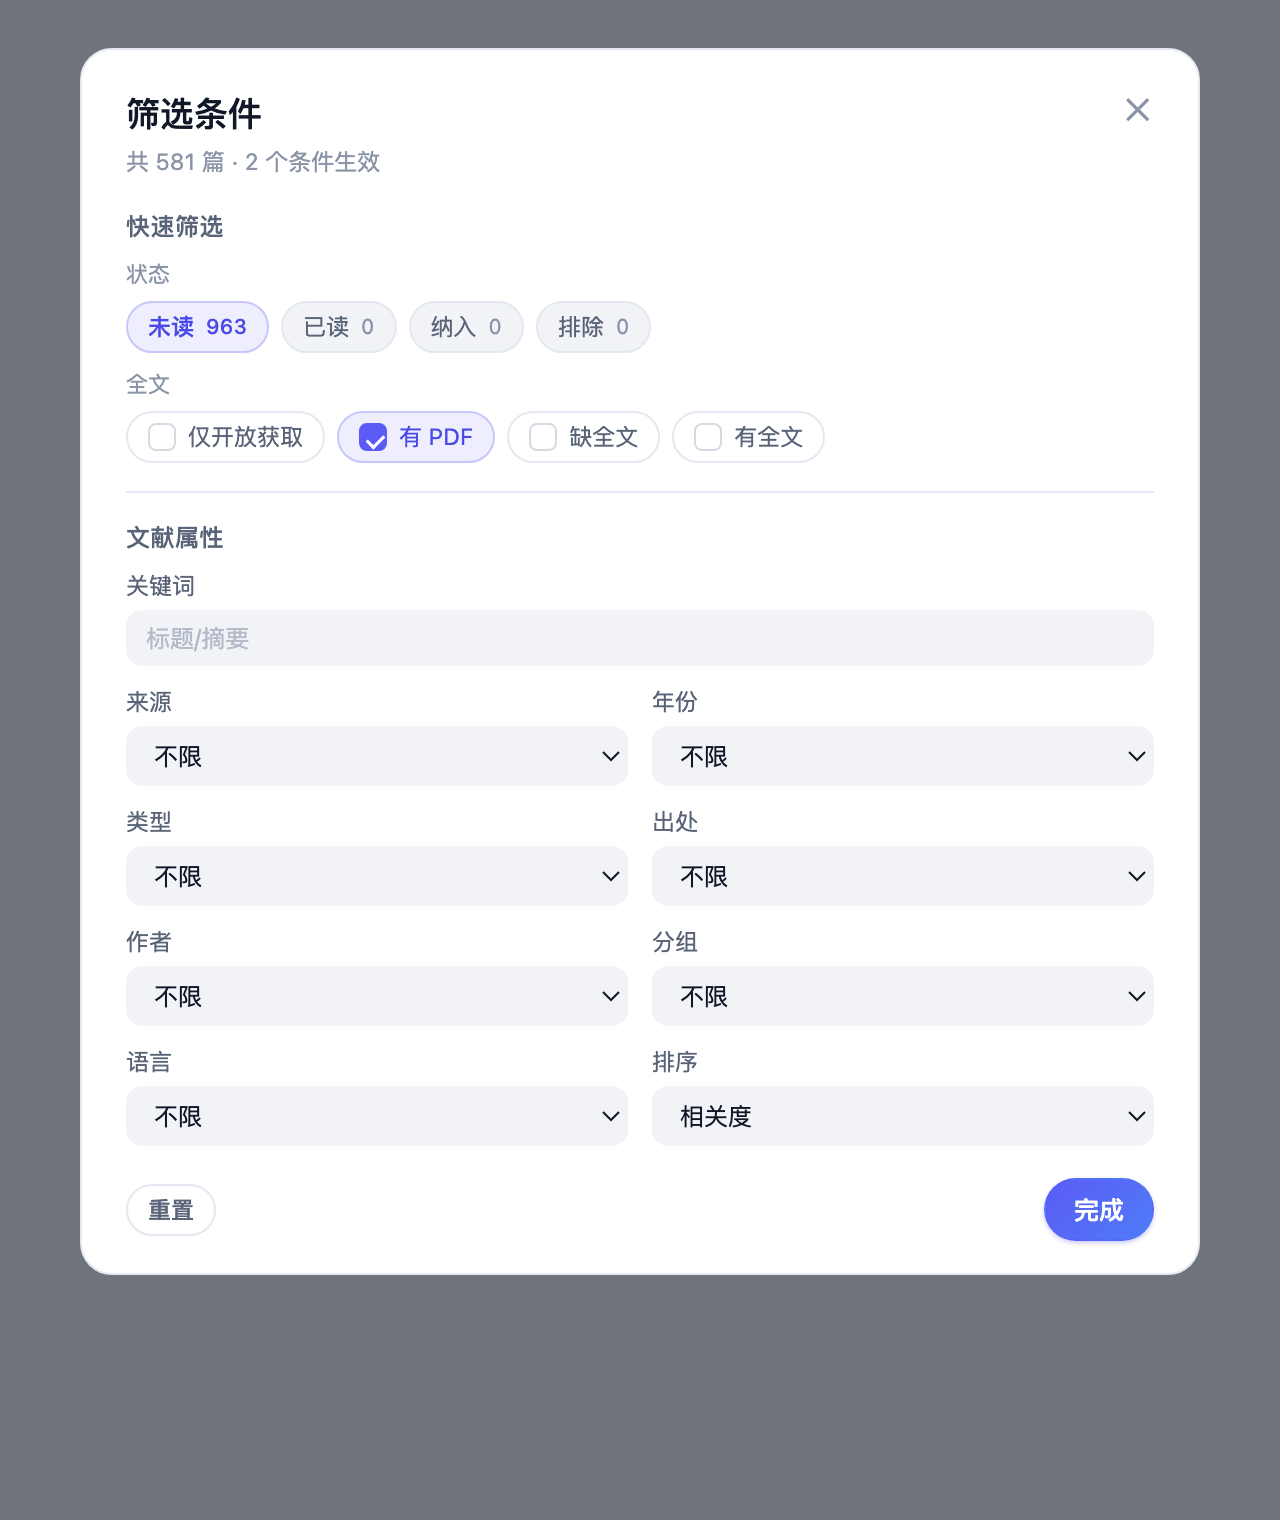 筛选条件
共 581 篇 · 2 个条件生效
快速筛选
状态
未读 963 已读 0 纳入 0 排除 0
全文
仅开放获取 有 PDF 缺全文 有全文
文献属性
关键词
标题/摘要
来源 年份
不限 不限
类型 出处
不限 不限
作者 分组
不限 不限
语言 排序
不限 相关度
重置 完成